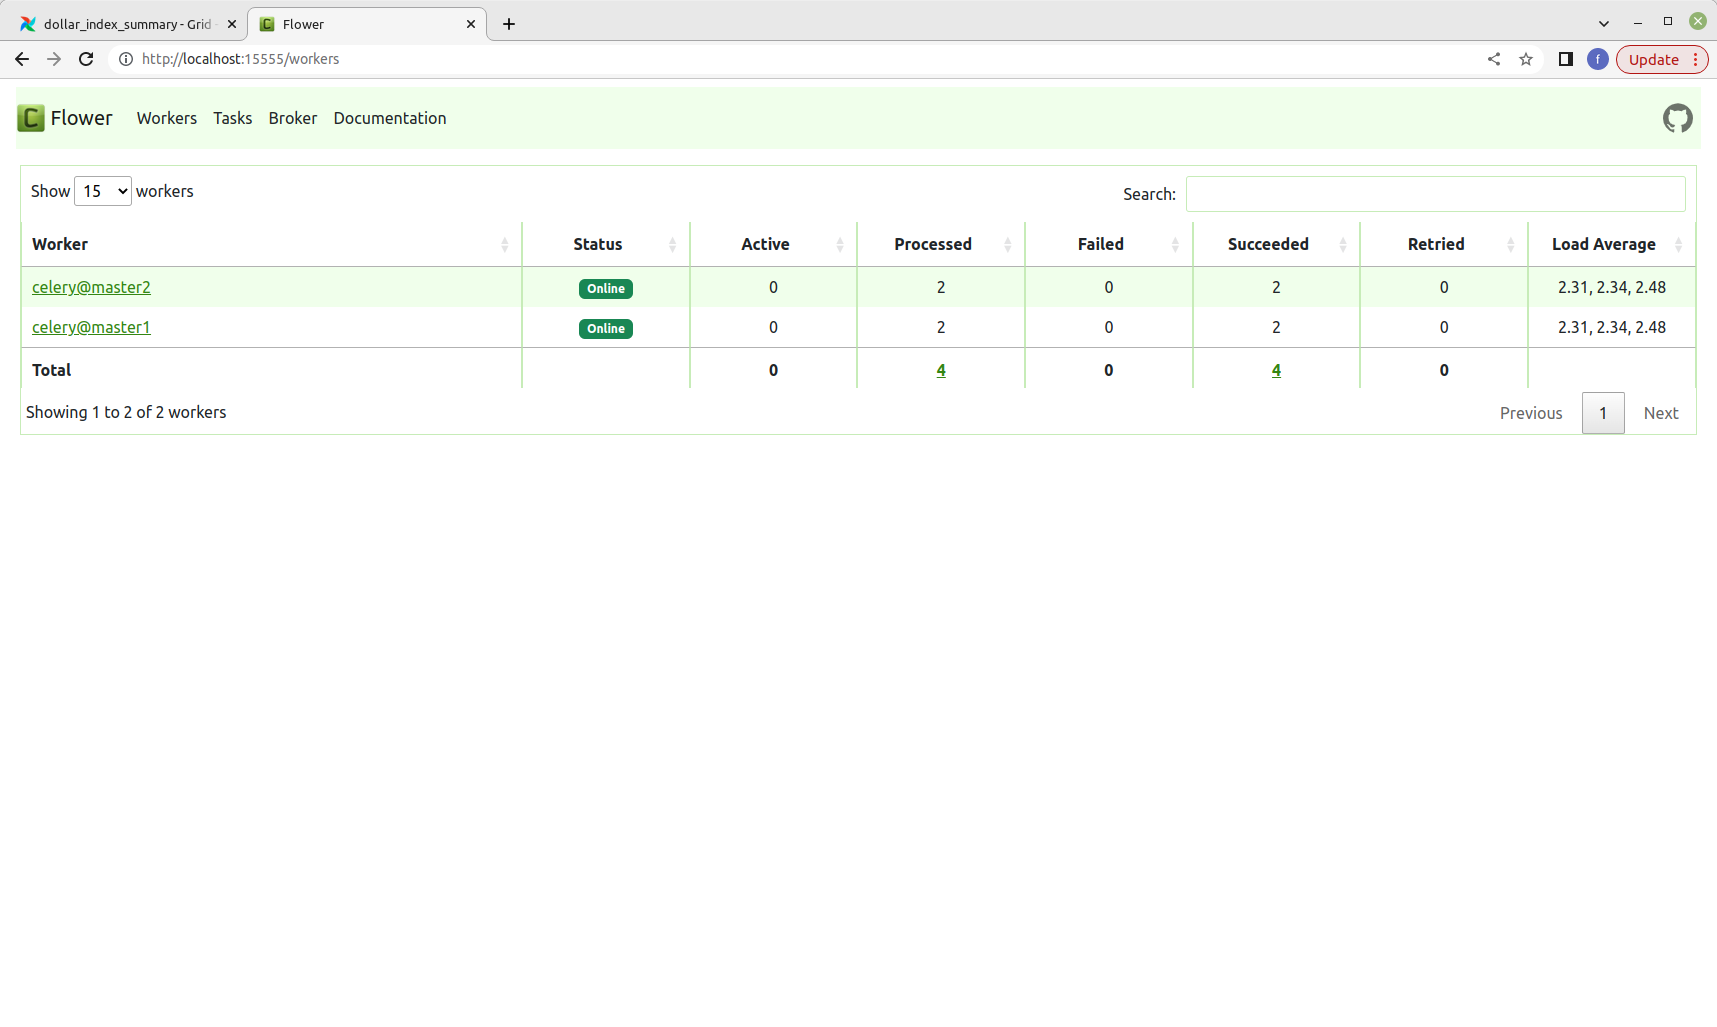 dollar_index_summary - Grid -
Flower
http://localhost:15555/workers
f
Update
C Flower Workers Tasks Broker Documentation
Show 15 workers
Search:
Worker Status Active Processed Failed Succeeded Retried Load Average
celery@master2 Online 0 2 0 2 0 2.31, 2.34, 2.48
celery@master1 Online 0 2 0 2 0 2.31, 2.34, 2.48
Total 0 4 0 4 0
Showing 1 to 2 of 2 workers
Previous 1 Next